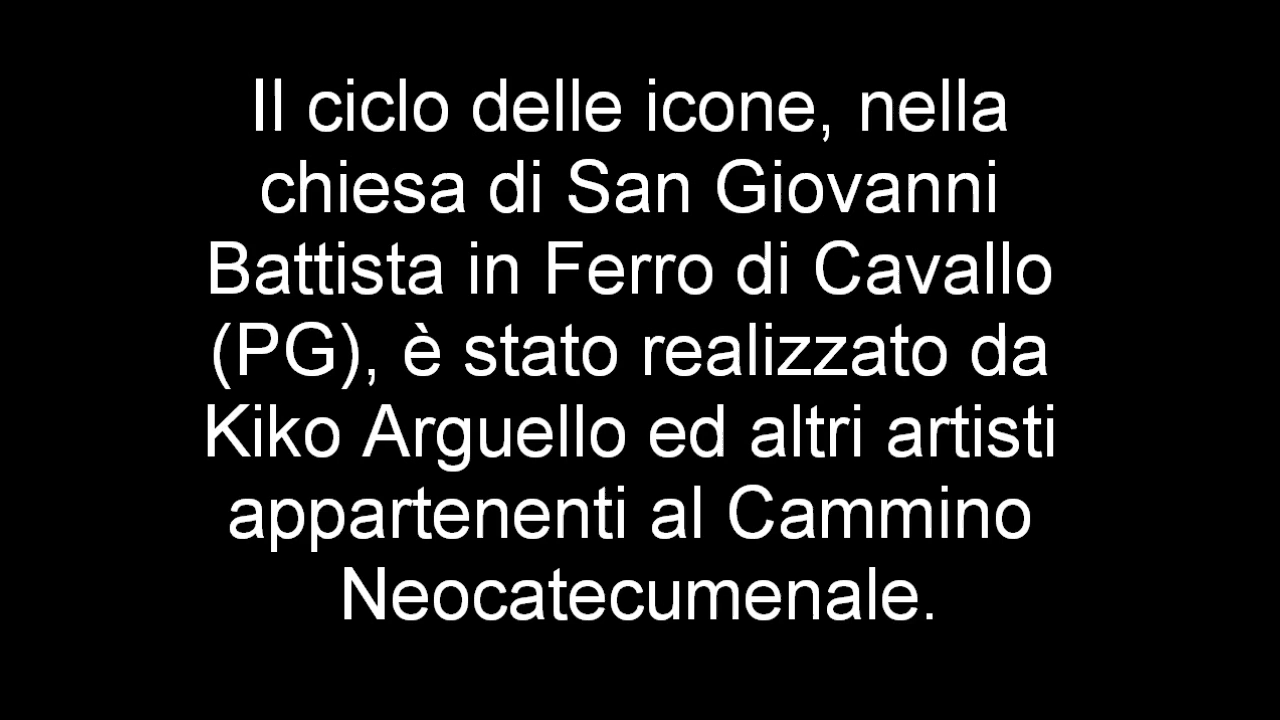 Il ciclo delle icone, nella
chiesa di San Giovanni
Battista in Ferro di Cavallo
(PG), è stato realizzato da
Kiko Arguello ed altri artisti
appartenenti al Cammino
Neocatecumenale.